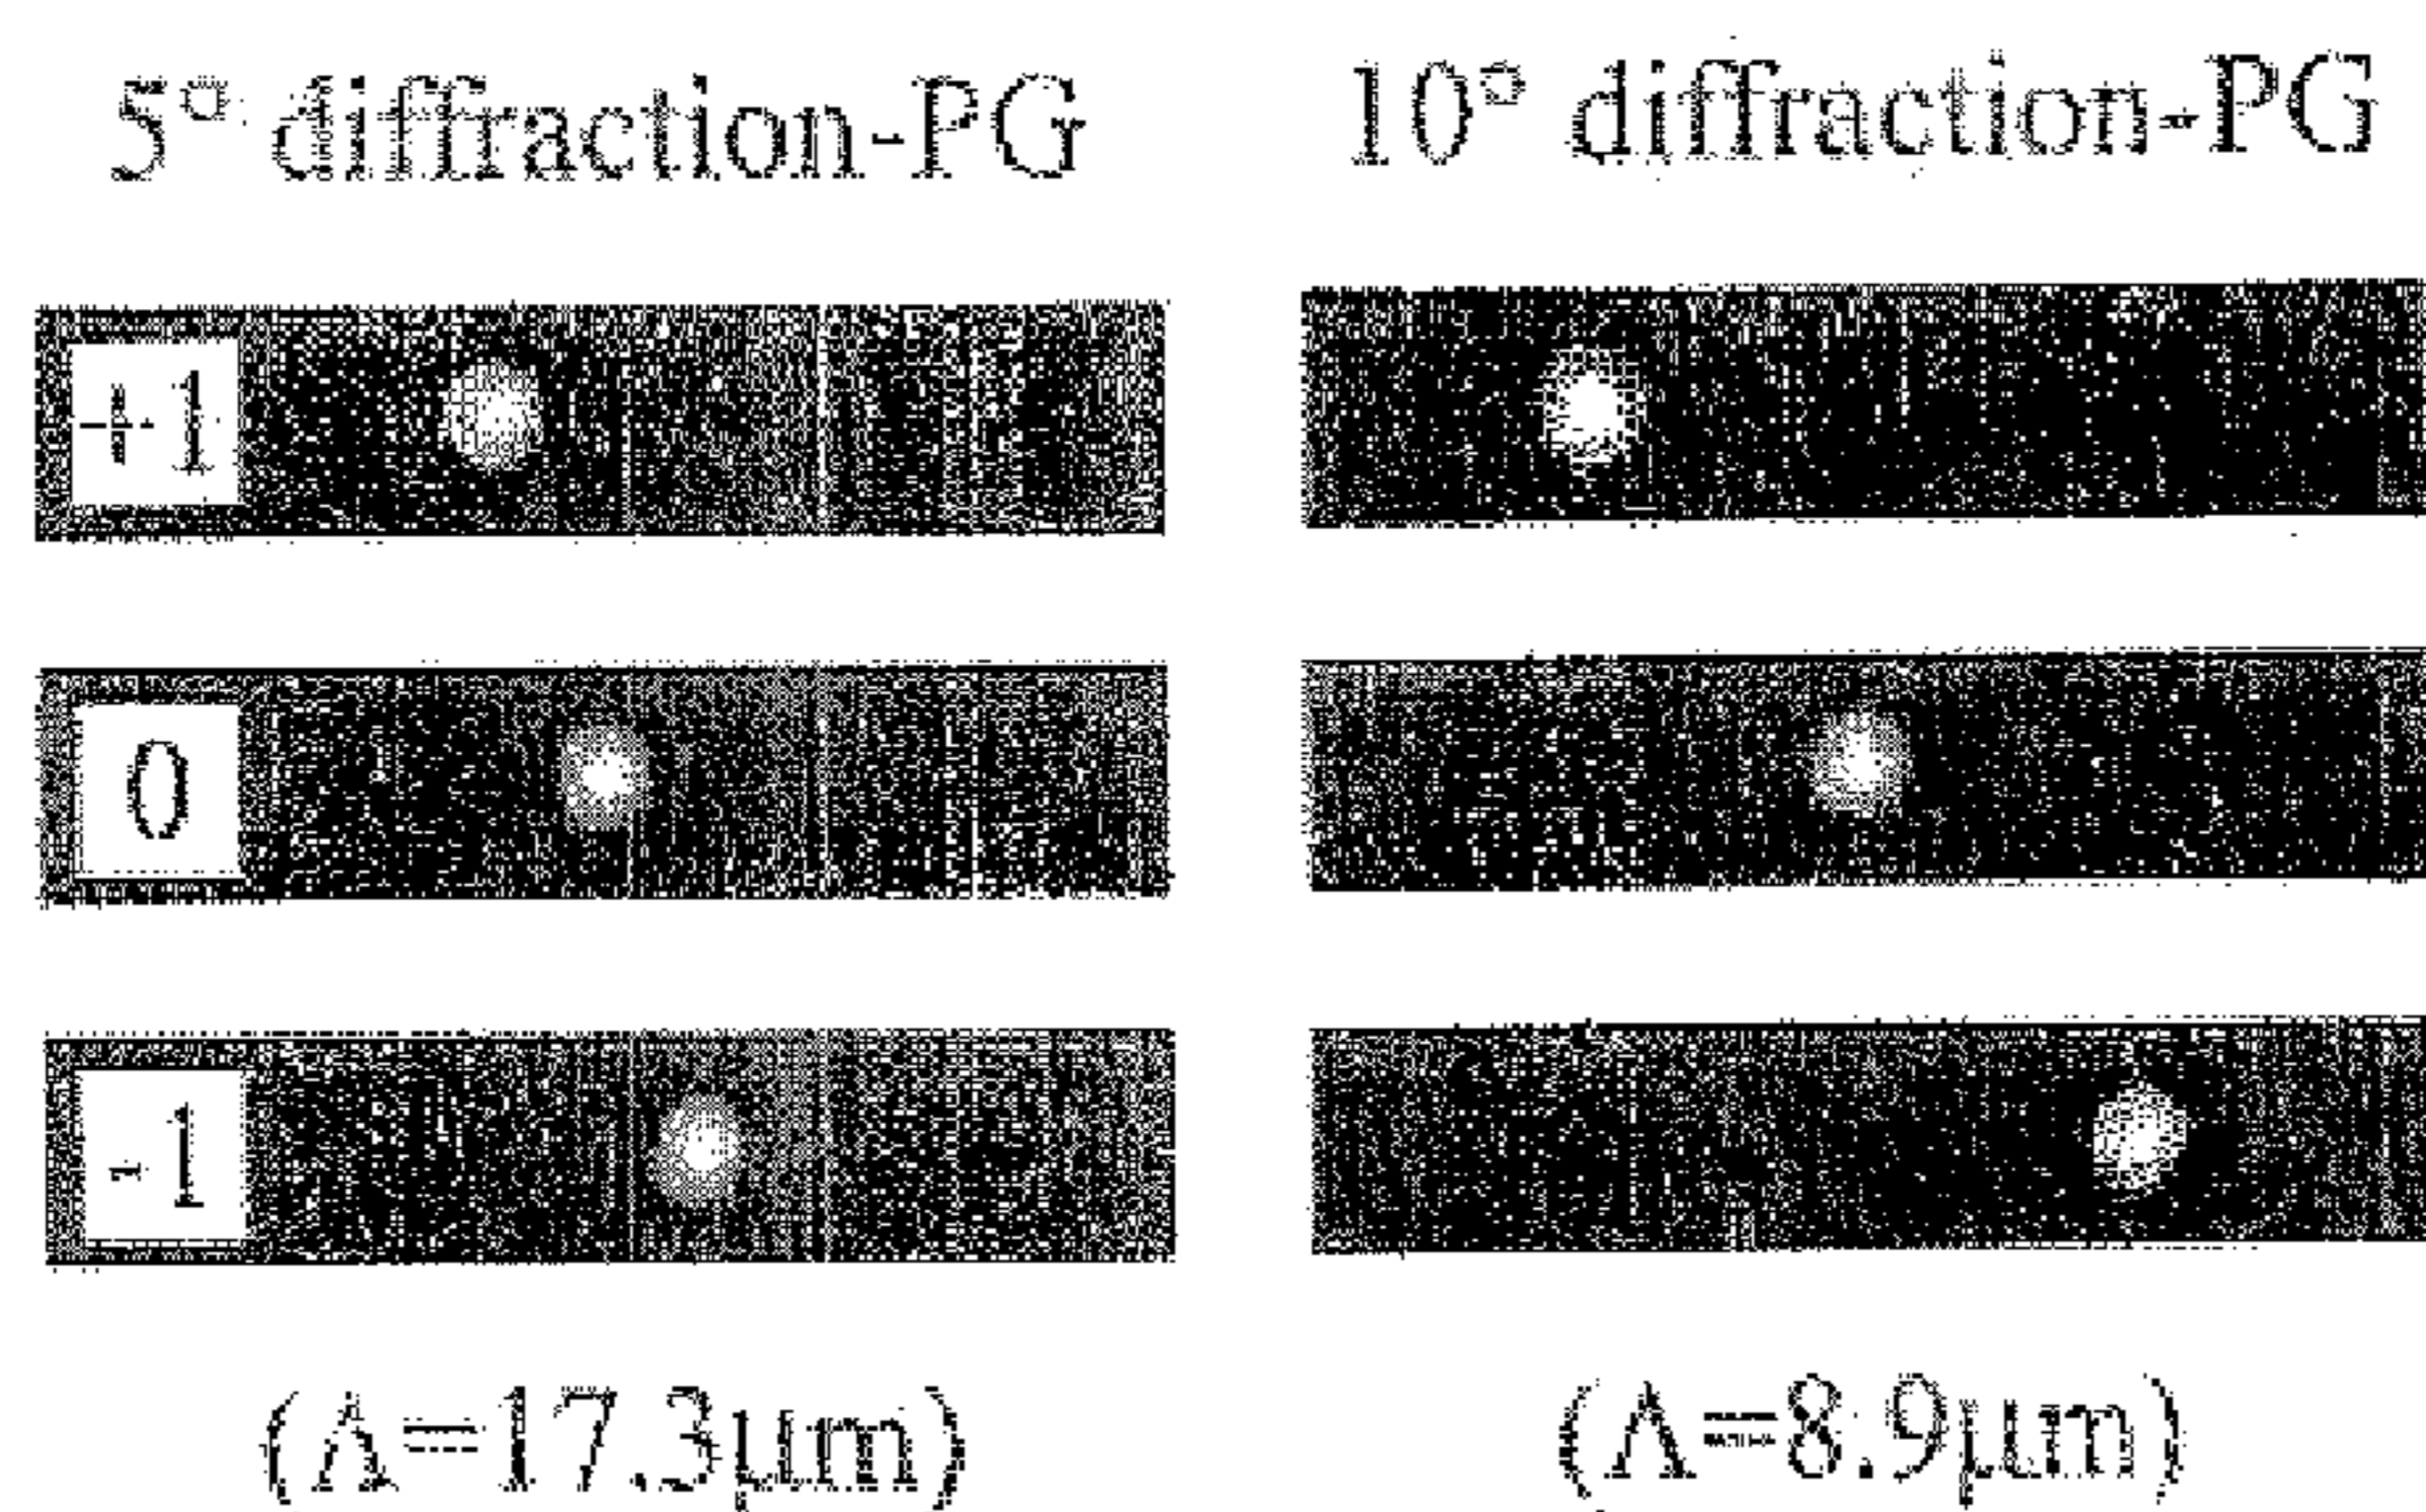 5° diffraction-PG
10° diffraction-PG
+1
0
-1
(Λ=17.3µm)
(Λ=8.9µm)